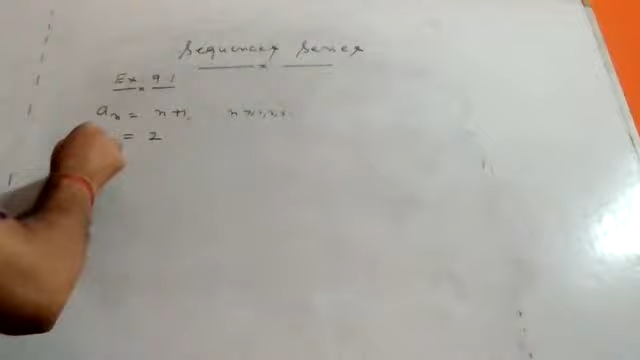 Sequences Series
Ex 9.1
aₙ = n+1,
= 2